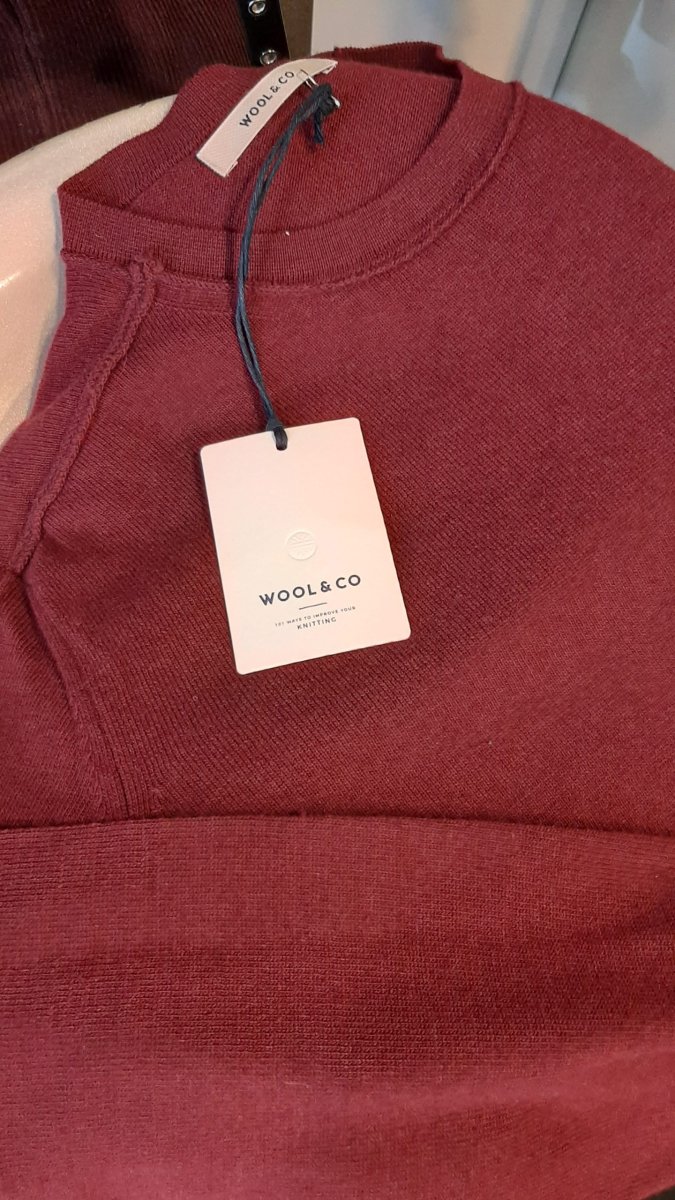 WOOL & CO
WOOL & CO
101 WAYS TO IMPROVE YOUR
KNITTING